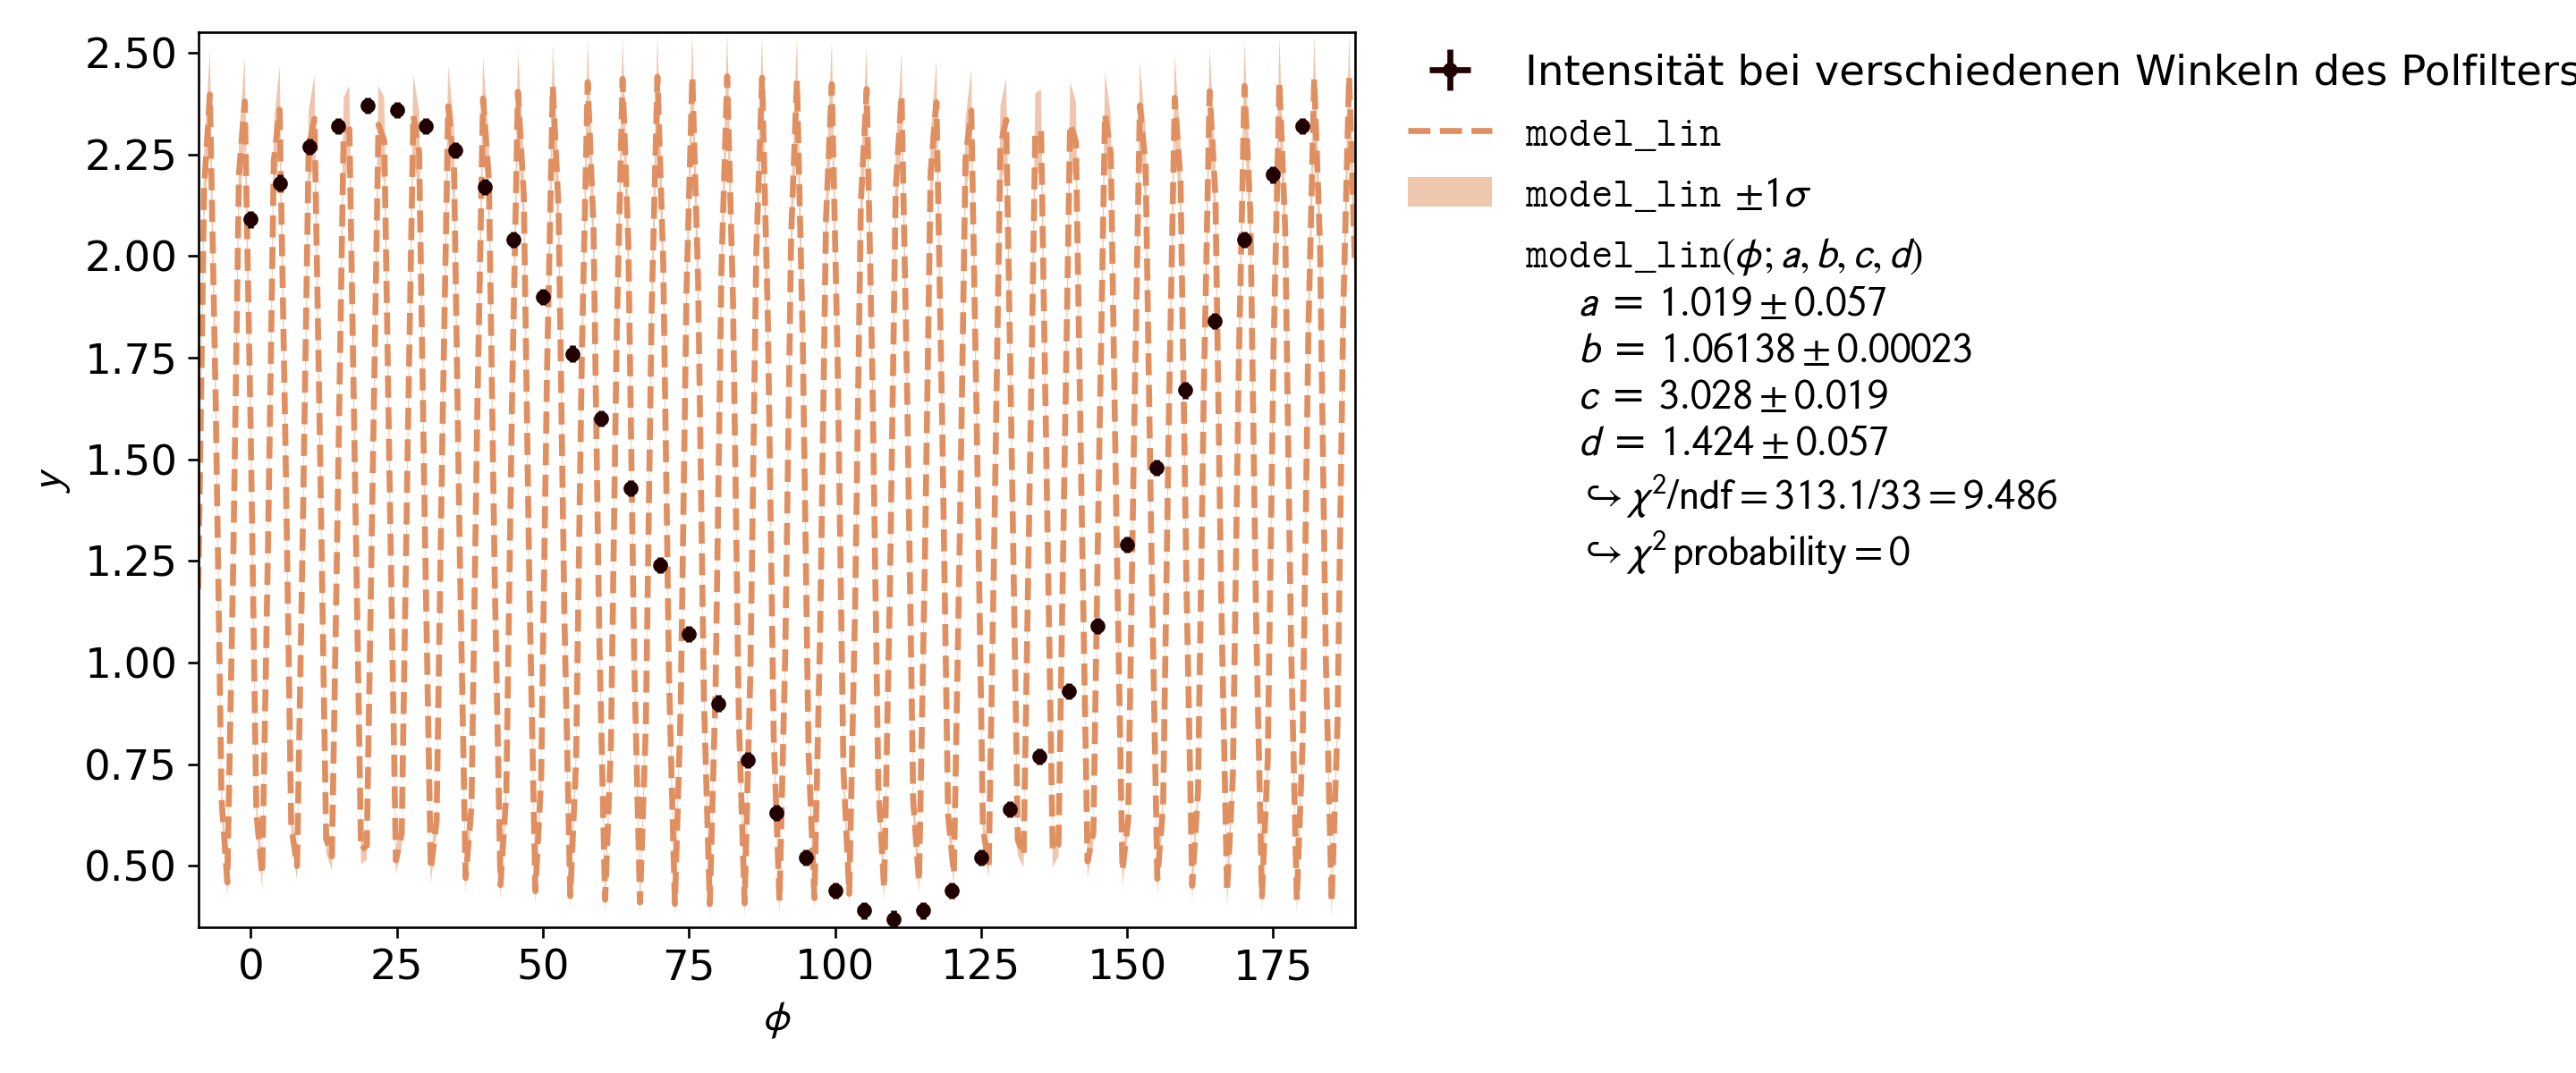 2.50
2.25
2.00
1.75
1.50
1.25
1.00
0.75
0.50
y
0 25 50 75 100 125 150 175
ϕ
Intensität bei verschiedenen Winkeln des Polfilters
model_lin
model_lin ±1σ
model_lin(ϕ; a, b, c, d)
a = 1.019 ± 0.057
b = 1.06138 ± 0.00023
c = 3.028 ± 0.019
d = 1.424 ± 0.057
↪ χ²/ndf = 313.1/33 = 9.486
↪ χ² probability = 0